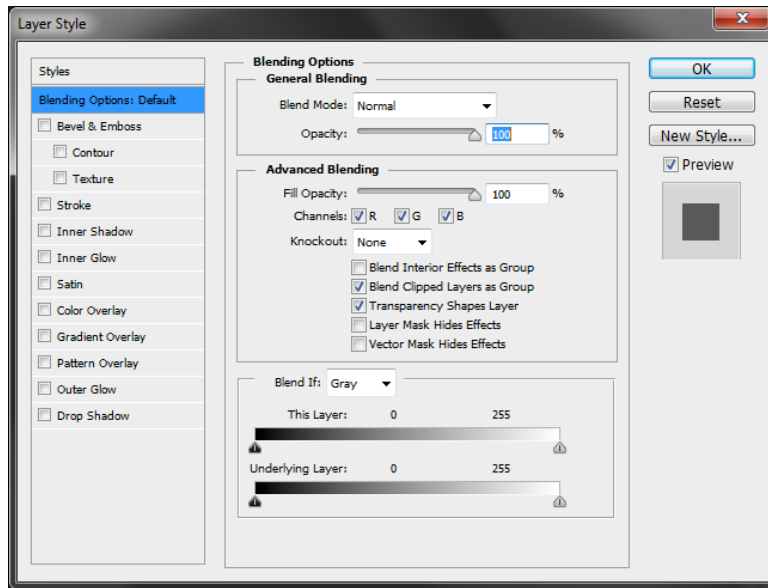 Layer Style
Styles
Blending Options: Default
Bevel & Emboss
Contour
Texture
Stroke
Inner Shadow
Inner Glow
Satin
Color Overlay
Gradient Overlay
Pattern Overlay
Outer Glow
Drop Shadow
Blending Options
General Blending
Blend Mode: Normal
Opacity: 100 %
Advanced Blending
Fill Opacity: 100 %
Channels: R G B
Knockout: None
Blend Interior Effects as Group
Blend Clipped Layers as Group
Transparency Shapes Layer
Layer Mask Hides Effects
Vector Mask Hides Effects
Blend If: Gray
This Layer: 0 255
Underlying Layer: 0 255
OK
Reset
New Style...
Preview